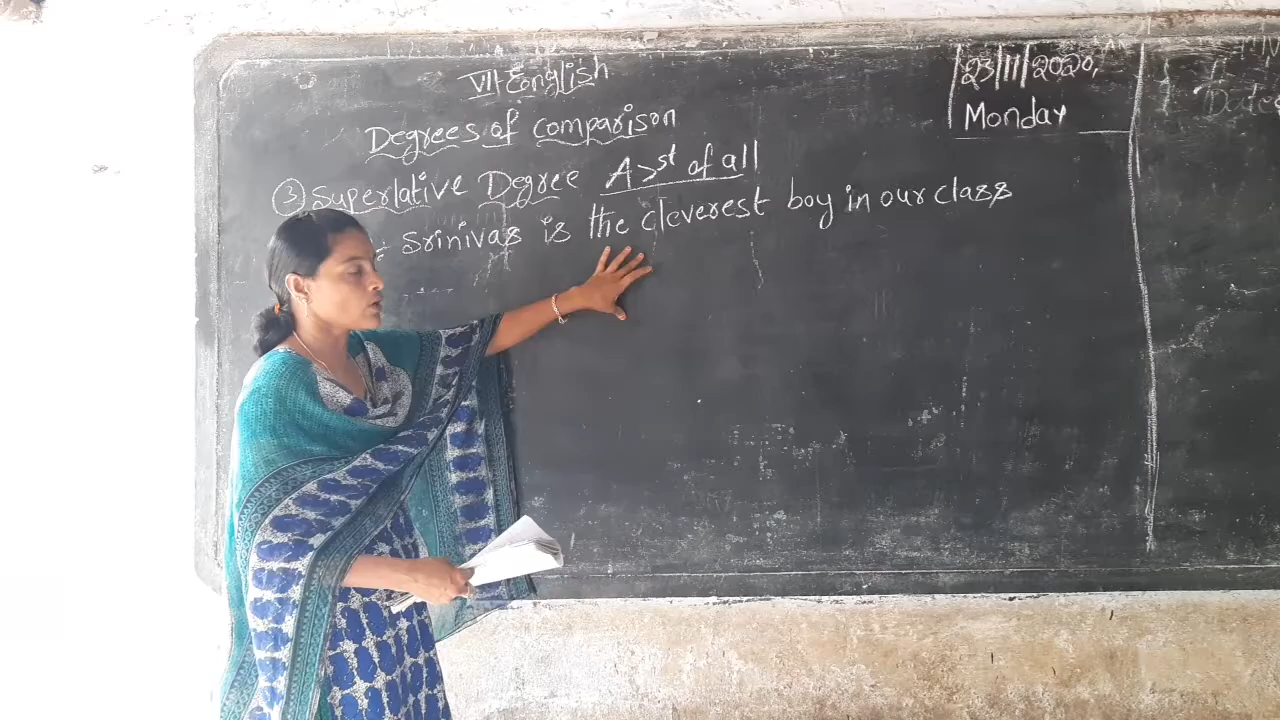 VII English
Degrees of comparison
③ Superlative Degree A > st of all
Srinivas is the cleverest boy in our class
23/11/2020,
Monday
Date